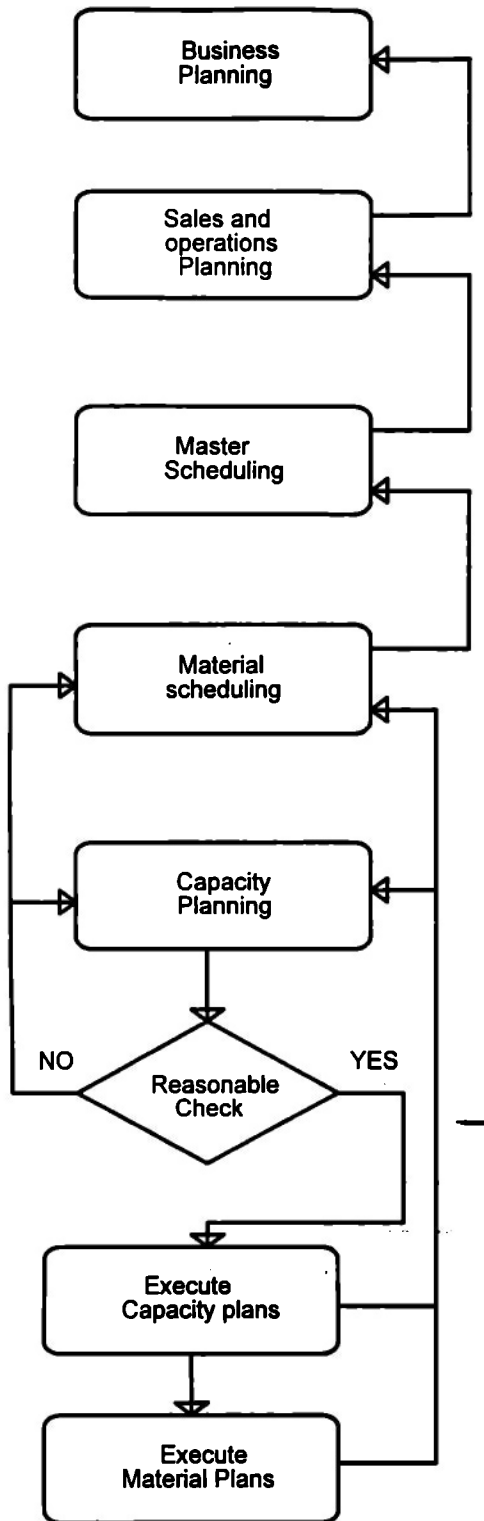 Business
Planning
Sales and
operations
Planning
Master
Scheduling
Material
scheduling
Capacity
Planning
NO
YES
Reasonable
Check
Execute
Capacity plans
Execute
Material Plans